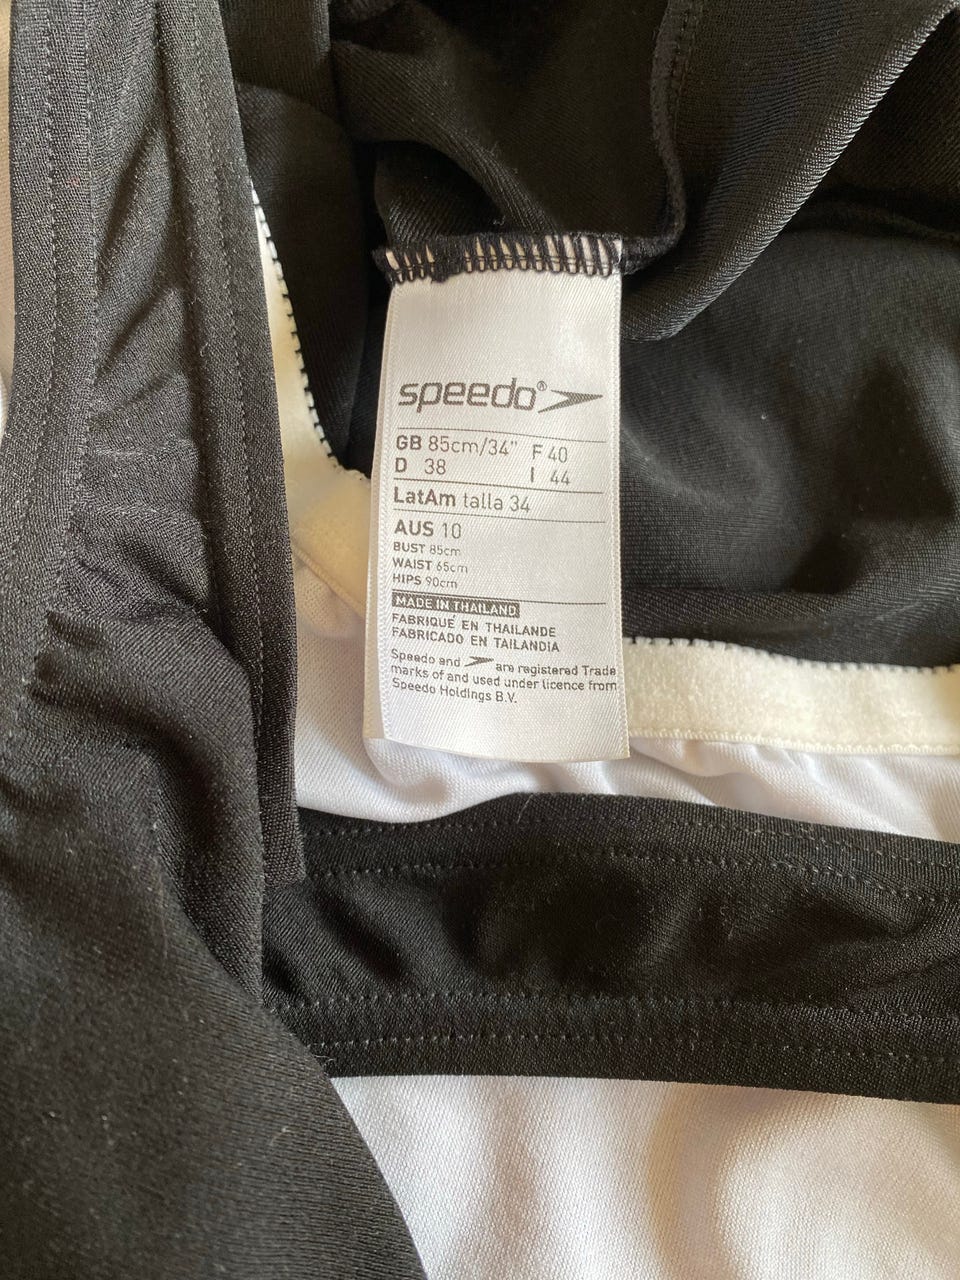 speedo®
GB 85cm/34" F 40
D 38 I 44
LatAm talla 34
AUS 10
BUST 85cm
WAIST 65cm
HIPS 90cm
MADE IN THAILAND
FABRIQUÉ EN THAILANDE
FABRICADO EN TAILANDIA
Speedo and are registered Trade
marks of and used under licence from
Speedo Holdings B.V.